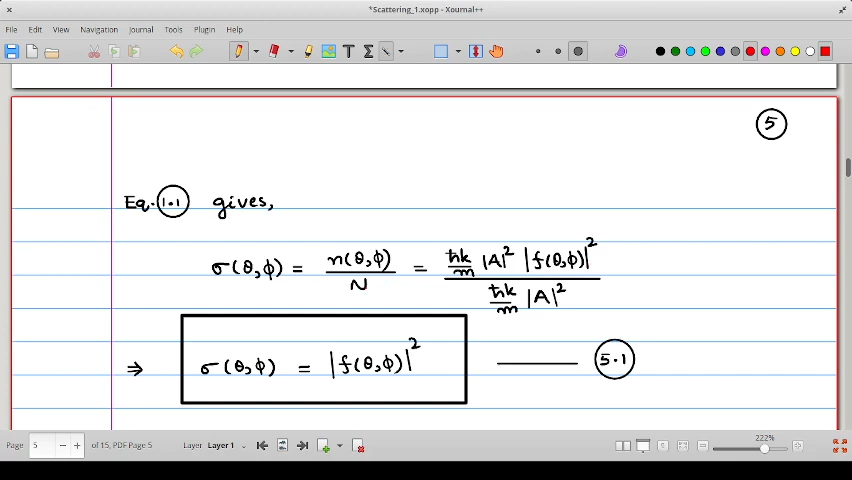 *Scattering_1.xopp - Xournal++
File Edit View Navigation Journal Tools Plugin Help
5
Eq. 1.1 gives,
σ(θ,φ) = n(θ,φ)/N = (ħk/m |A|² |f(θ,φ)|²)/(ħk/m |A|²)
⇒ σ(θ,φ) = |f(θ,φ)|² —— 5.1
Page 5 of 15, PDF Page 5 Layer Layer 1 222%